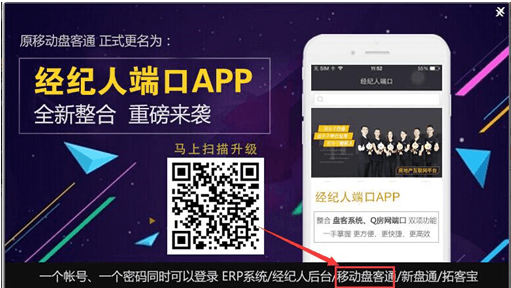 原移动盘客通 正式更名为：
经纪人端口APP
全新整合 重磅来袭
马上扫描升级
无 SIM
11:52
55%
经纪人端口
房地产互联网平台
经纪人端口APP
整合 盘客系统、Q房网端口 双项功能
一手掌握 更方便、更快捷、更高效
一个帐号、一个密码同时可以登录 ERP系统/经纪人后台/移动盘客通/新盘通/拓客宝